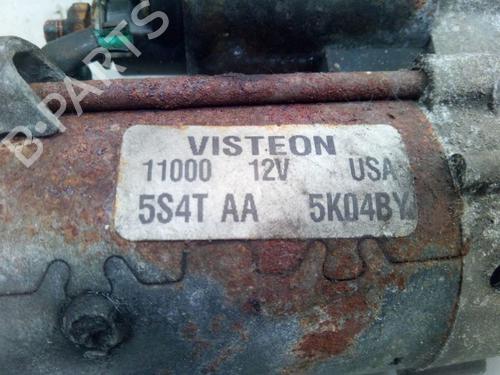 B-PARTS
VISTEON
11000 12V USA
5S4T AA 5K04BY